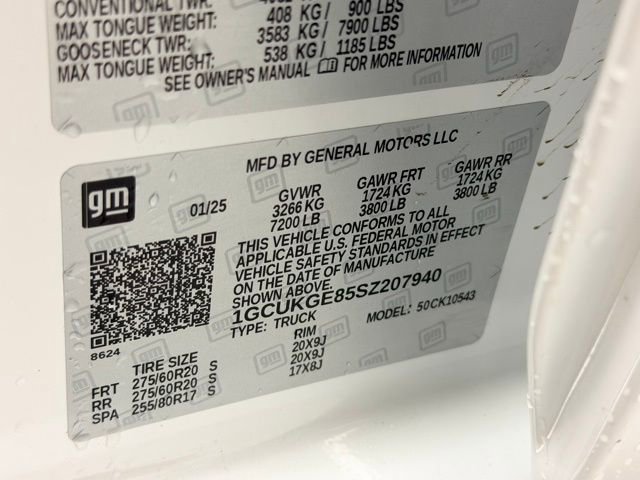 CONVENTIONAL TWR:
MAX TONGUE WEIGHT: 408 KG/ 900 LBS
GOOSENECK TWR: 3583 KG/ 7900 LBS
MAX TONGUE WEIGHT: 538 KG/ 1185 LBS
SEE OWNER'S MANUAL FOR MORE INFORMATION
MFD BY GENERAL MOTORS LLC
gm
01/25
GVWR GAWR FRT GAWR RR
3266 KG 1724 KG 1724 KG
7200 LB 3800 LB 3800 LB
THIS VEHICLE CONFORMS TO ALL
APPLICABLE U.S. FEDERAL MOTOR
VEHICLE SAFETY STANDARDS IN EFFECT
ON THE DATE OF MANUFACTURE
SHOWN ABOVE.
1GCUKGE85SZ207940
TYPE: TRUCK MODEL: 50CK10543
8624
TIRE SIZE RIM
FRT 275/60R20 S 20X9J
RR 275/60R20 S 20X9J
SPA 255/80R17 S 17X8J